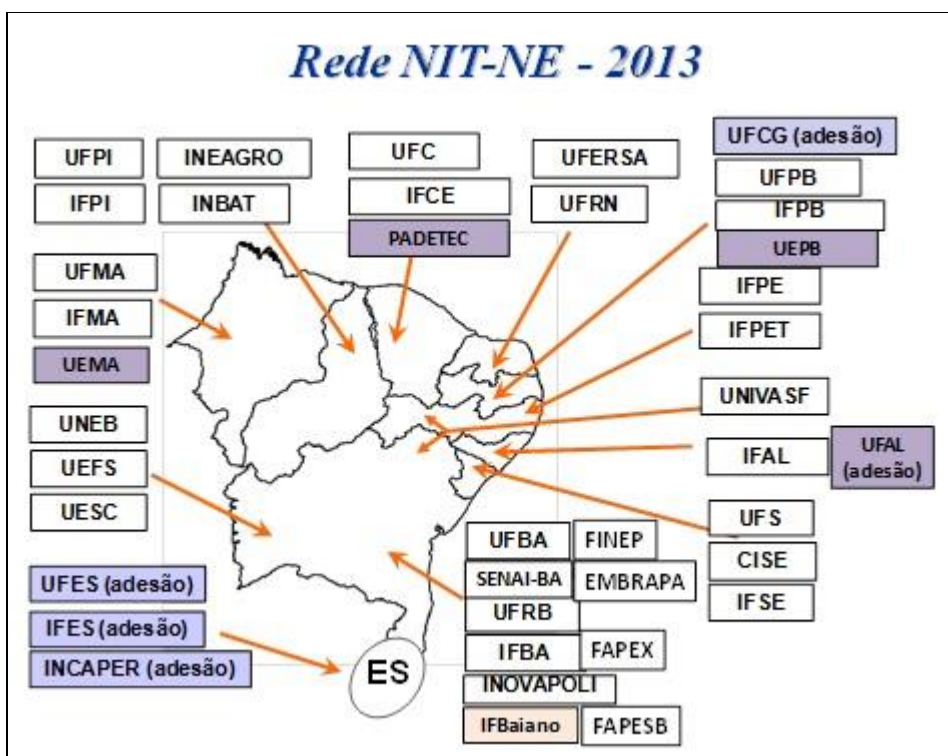 Rede NIT-NE - 2013
UFPI
INEAGRO
IFPI
INBAT
UFC
IFCE
PADETEC
UFERSA
UFRN
UFCG (adesão)
UFPB
IFPB
UEPB
UFMA
IFMA
UEMA
IFPE
IFPET
UNEB
UEFS
UESC
UNIVASF
IFAL
UFAL
(adesão)
UFS
CISE
IFSE
UFES (adesão)
IFES (adesão)
INCAPER (adesão)
ES
UFBA
FINEP
SENAI-BA
EMBRAPA
UFRB
IFBA
FAPEX
INOVAPOLI
IFBaiano
FAPESB